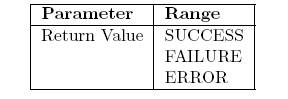 Parameter Range
Return Value SUCCESS
FAILURE
ERROR